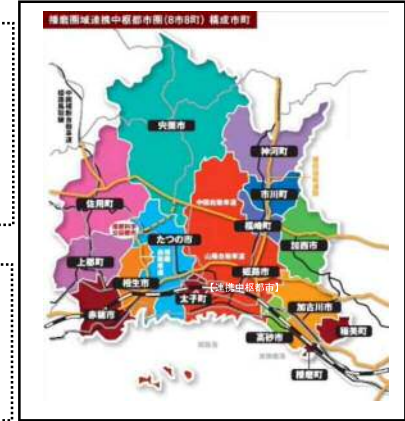 播磨圏域連携中枢都市圏(8市8町) 構成市町
宍粟市
神河町
佐用町
市川町
中国自動車道
福崎町
たつの市
加西市
上郡町
山陽自動車道
姫路市
相生市
【連携中枢都市】
太子町
赤穂市
加古川市
稲美町
高砂市
播磨町